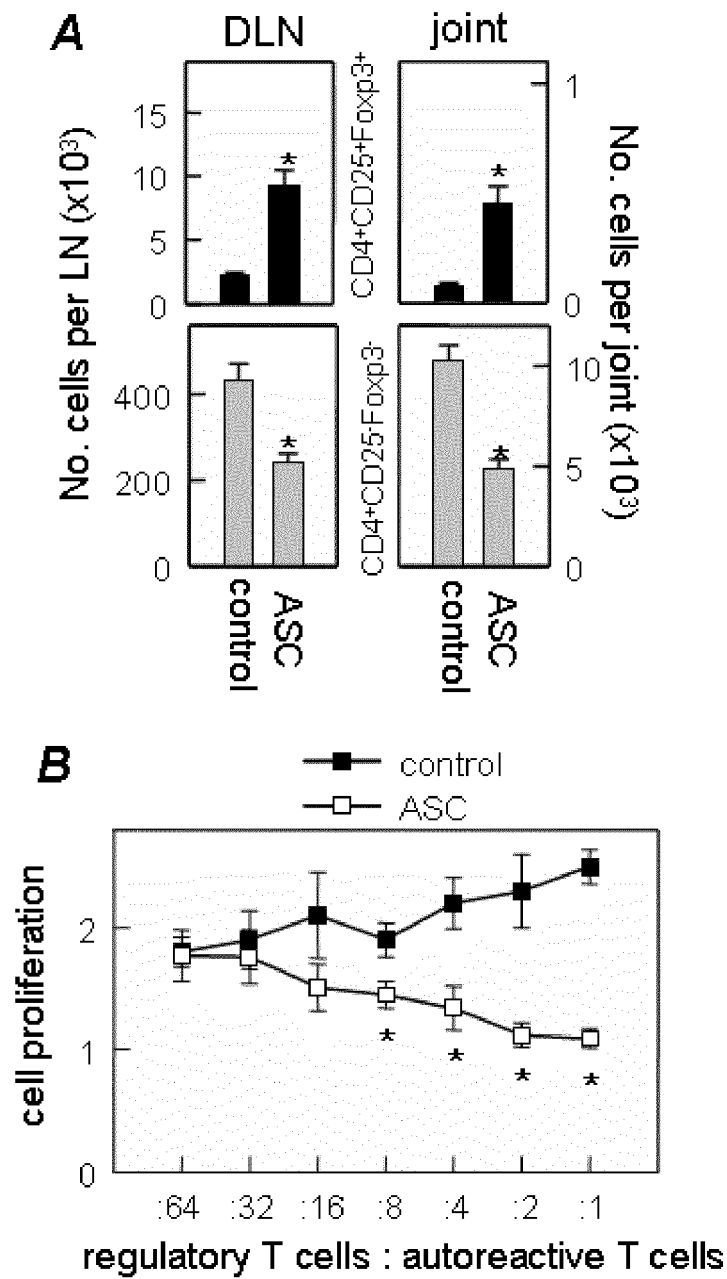 A
DLN
joint
No. cells per LN (x10³)
15
10
5
0
*
CD4⁺CD25⁺Foxp3⁺
*
1
0
No. cells per joint (x10³)
400
200
0
*
CD4⁺CD25⁻Foxp3⁻
*
10
5
0
control
ASC
control
ASC
B
control
ASC
cell proliferation
2
1
0
* * * *
:64 :32 :16 :8 :4 :2 :1
regulatory T cells : autoreactive T cells